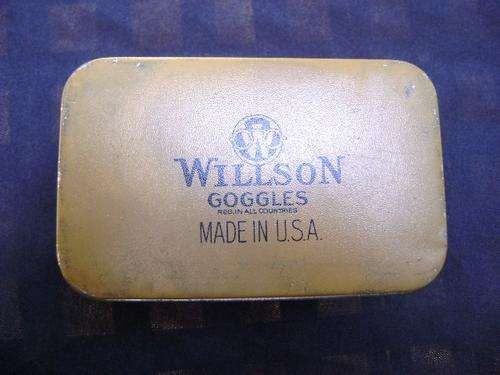 W
WILLSON
GOGGLES
REG. IN ALL COUNTRIES
MADE IN U.S.A.